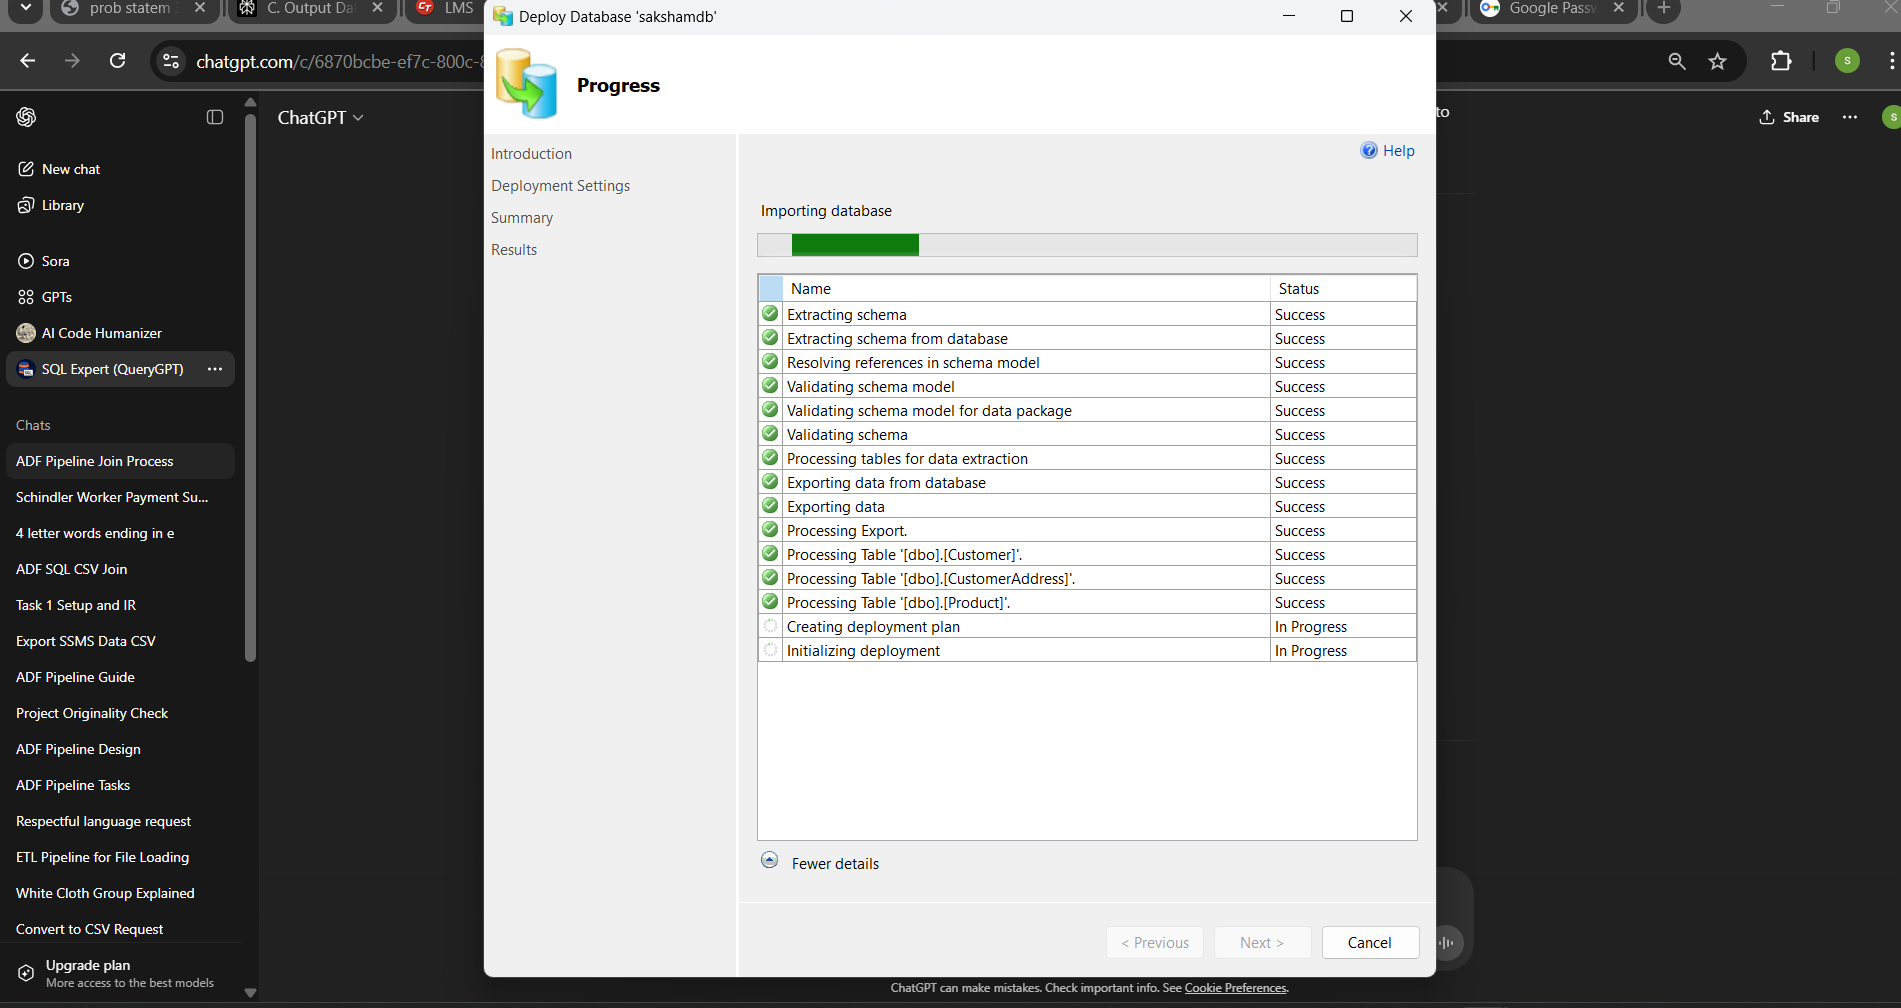 prob statem
C. Output Da
LMS
Google Passw
chatgpt.com/c/6870bcbe-ef7c-800c-8
S
ChatGPT
to
Share
S
New chat
Library
Sora
GPTs
AI Code Humanizer
SQL Expert (QueryGPT)
Chats
ADF Pipeline Join Process
Schindler Worker Payment Su...
4 letter words ending in e
ADF SQL CSV Join
Task 1 Setup and IR
Export SSMS Data CSV
ADF Pipeline Guide
Project Originality Check
ADF Pipeline Design
ADF Pipeline Tasks
Respectful language request
ETL Pipeline for File Loading
White Cloth Group Explained
Convert to CSV Request
Upgrade plan
More access to the best models
Deploy Database 'sakshamdb'
Progress
Introduction
Deployment Settings
Summary
Results
Help
Importing database
Name Status
Extracting schema Success
Extracting schema from database Success
Resolving references in schema model Success
Validating schema model Success
Validating schema model for data package Success
Validating schema Success
Processing tables for data extraction Success
Exporting data from database Success
Exporting data Success
Processing Export. Success
Processing Table '[dbo].[Customer]'. Success
Processing Table '[dbo].[CustomerAddress]'. Success
Processing Table '[dbo].[Product]'. Success
Creating deployment plan In Progress
Initializing deployment In Progress
Fewer details
< Previous Next > Cancel
ChatGPT can make mistakes. Check important info. See Cookie Preferences.